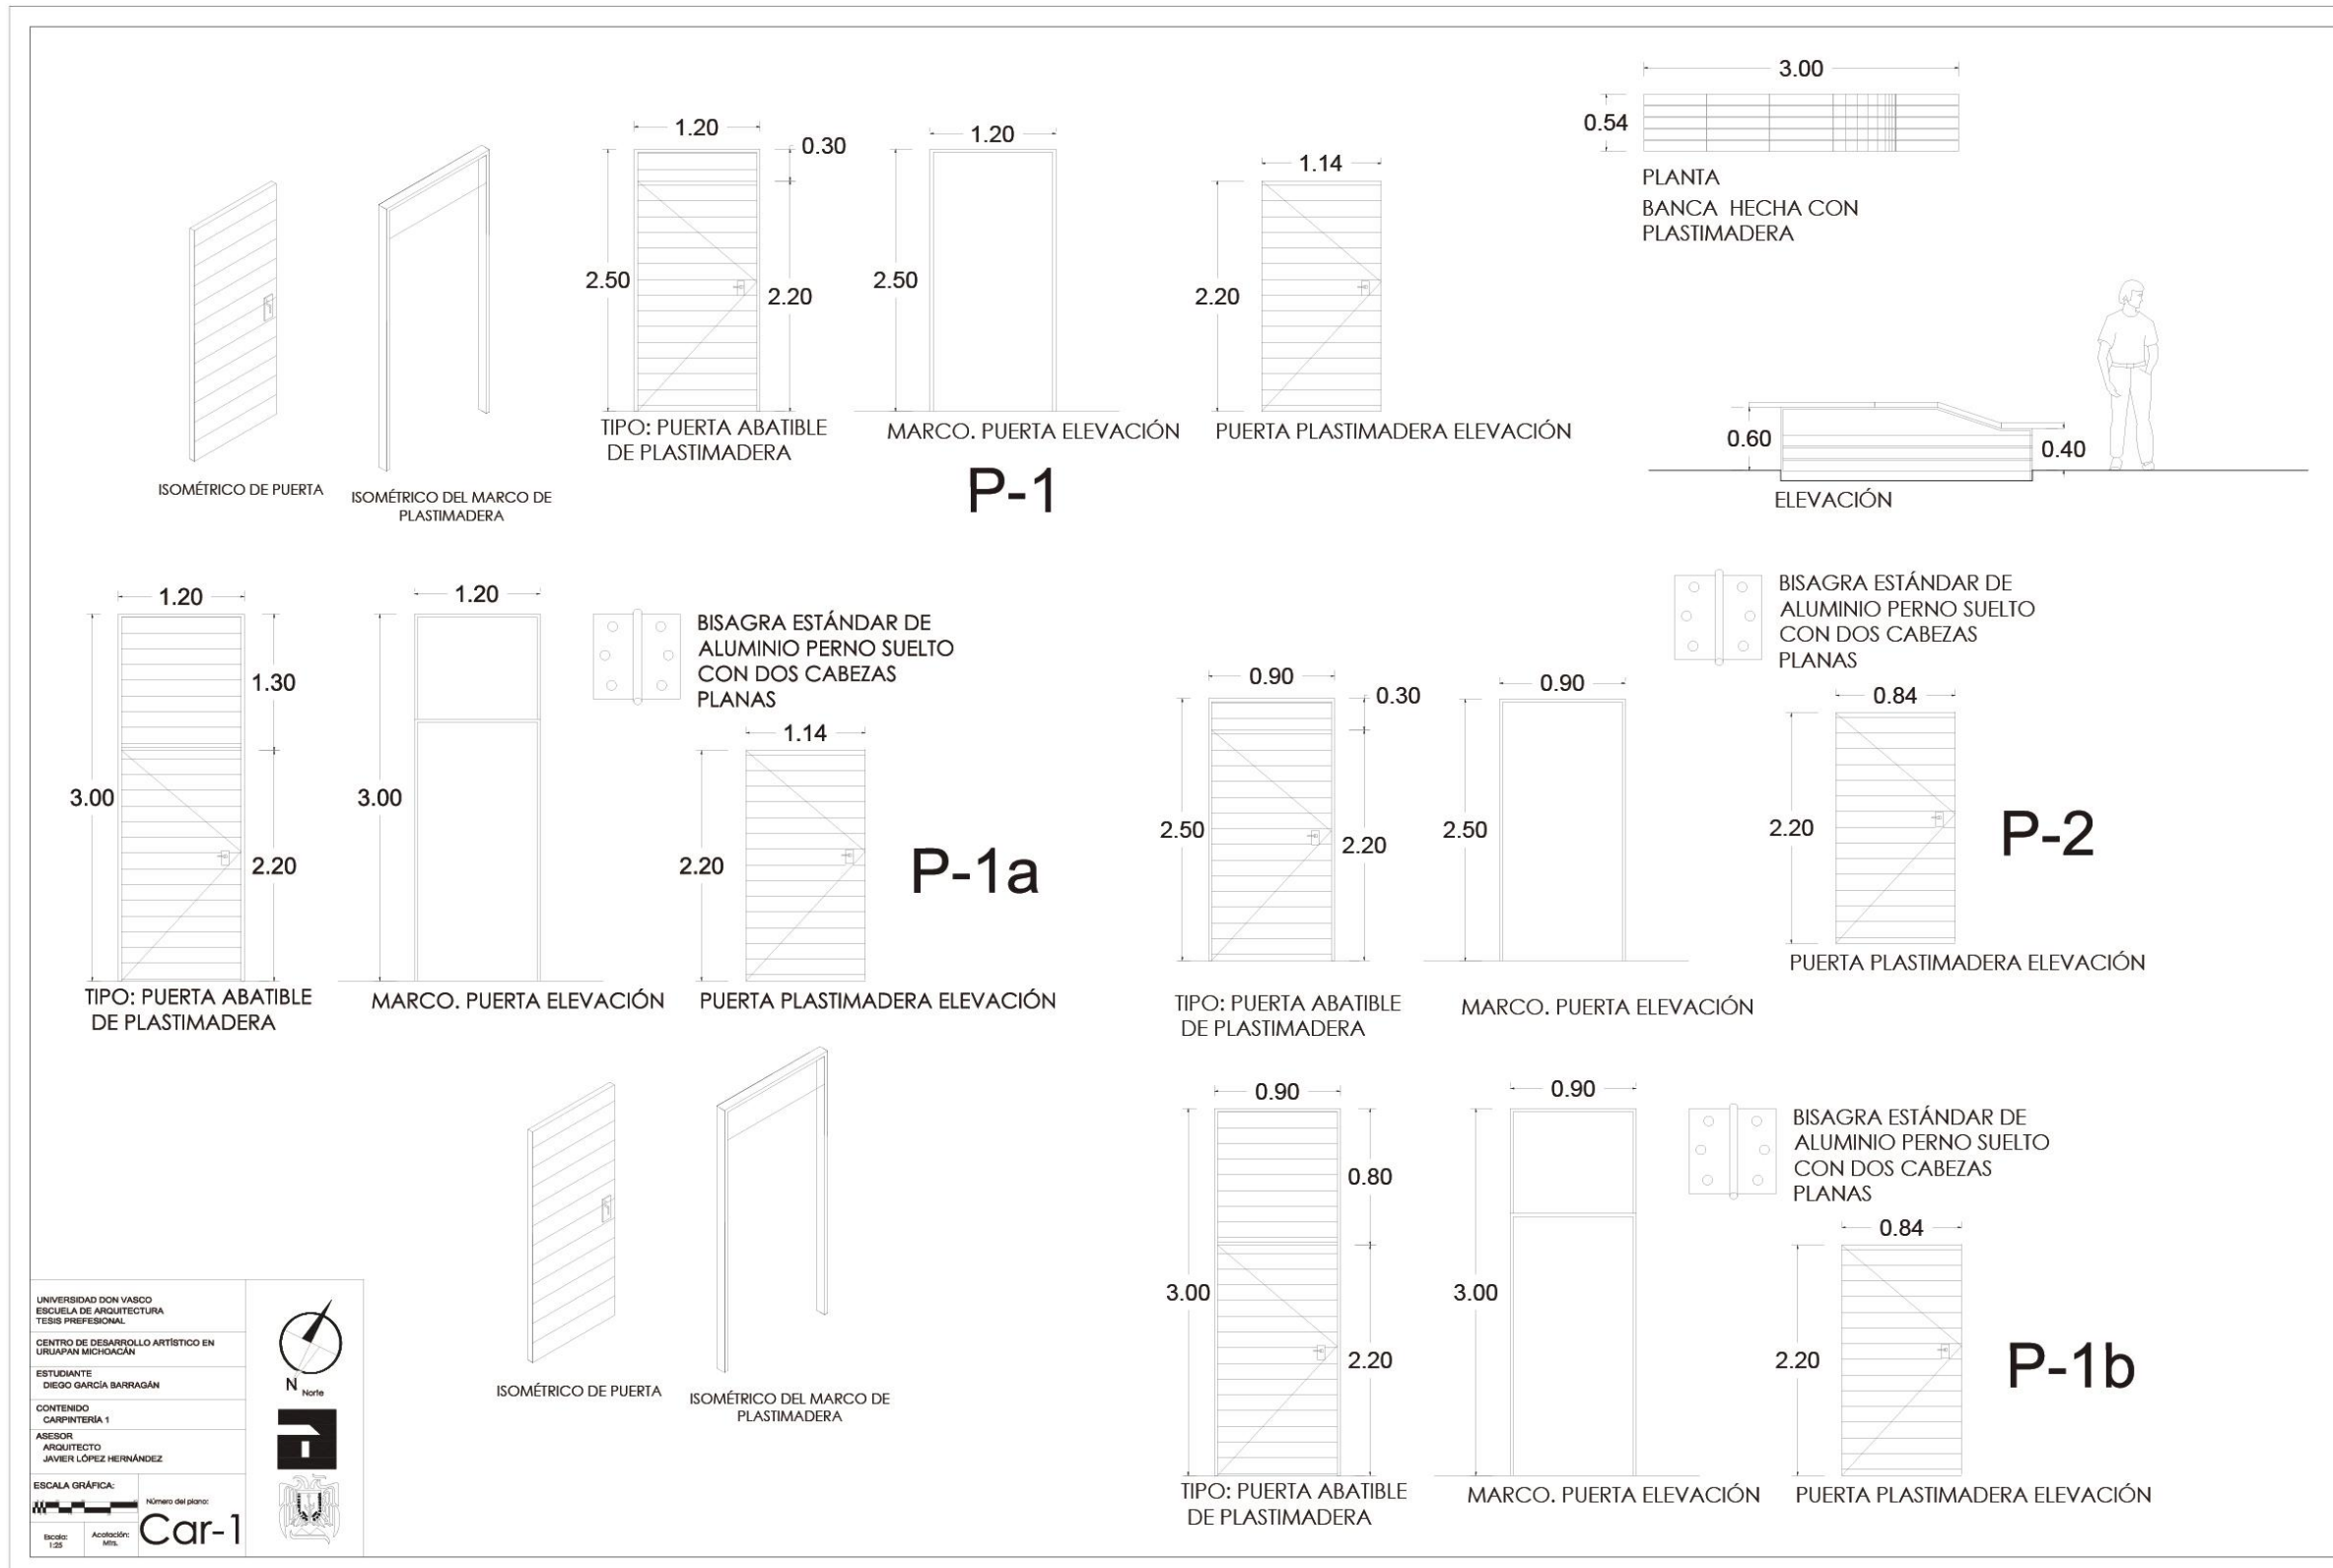 1.20
0.30
2.50
2.20
TIPO: PUERTA ABATIBLE
DE PLASTIMADERA
1.20
2.50
MARCO. PUERTA ELEVACIÓN
1.14
2.20
PUERTA PLASTIMADERA ELEVACIÓN
ISOMÉTRICO DE PUERTA
ISOMÉTRICO DEL MARCO DE
PLASTIMADERA
P-1
3.00
0.54
PLANTA
BANCA HECHA CON
PLASTIMADERA
0.60
0.40
ELEVACIÓN
1.20
1.30
3.00
2.20
TIPO: PUERTA ABATIBLE
DE PLASTIMADERA
1.20
3.00
MARCO. PUERTA ELEVACIÓN
BISAGRA ESTÁNDAR DE
ALUMINIO PERNO SUELTO
CON DOS CABEZAS
PLANAS
1.14
2.20
PUERTA PLASTIMADERA ELEVACIÓN
P-1a
0.90
0.30
2.50
2.20
TIPO: PUERTA ABATIBLE
DE PLASTIMADERA
0.90
2.50
MARCO. PUERTA ELEVACIÓN
BISAGRA ESTÁNDAR DE
ALUMINIO PERNO SUELTO
CON DOS CABEZAS
PLANAS
0.84
2.20
PUERTA PLASTIMADERA ELEVACIÓN
P-2
ISOMÉTRICO DE PUERTA
ISOMÉTRICO DEL MARCO DE
PLASTIMADERA
0.90
0.80
3.00
2.20
TIPO: PUERTA ABATIBLE
DE PLASTIMADERA
0.90
3.00
MARCO. PUERTA ELEVACIÓN
BISAGRA ESTÁNDAR DE
ALUMINIO PERNO SUELTO
CON DOS CABEZAS
PLANAS
0.84
2.20
PUERTA PLASTIMADERA ELEVACIÓN
P-1b
UNIVERSIDAD DON VASCO
ESCUELA DE ARQUITECTURA
TESIS PREFESIONAL
CENTRO DE DESARROLLO ARTÍSTICO EN
URUAPAN MICHOACÁN
ESTUDIANTE
DIEGO GARCÍA BARRAGÁN
CONTENIDO
CARPINTERÍA 1
ASESOR
ARQUITECTO
JAVIER LÓPEZ HERNÁNDEZ
ESCALA GRÁFICA:
Escala:
1:25
Acotación:
Mts.
Número del plano:
Car-1
N
Norte